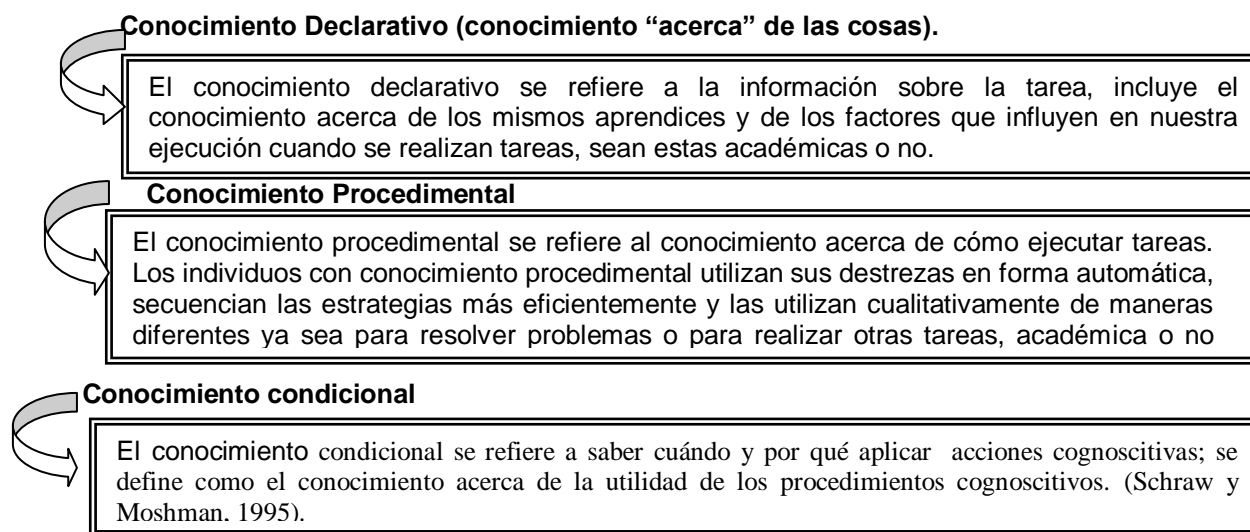 Conocimiento Declarativo (conocimiento “acerca” de las cosas).
El conocimiento declarativo se refiere a la información sobre la tarea, incluye el
conocimiento acerca de los mismos aprendices y de los factores que influyen en nuestra
ejecución cuando se realizan tareas, sean estas académicas o no.
Conocimiento Procedimental
El conocimiento procedimental se refiere al conocimiento acerca de cómo ejecutar tareas.
Los individuos con conocimiento procedimental utilizan sus destrezas en forma automática,
secuencian las estrategias más eficientemente y las utilizan cualitativamente de maneras
diferentes ya sea para resolver problemas o para realizar otras tareas, académica o no
Conocimiento condicional
El conocimiento condicional se refiere a saber cuándo y por qué aplicar acciones cognoscitivas; se
define como el conocimiento acerca de la utilidad de los procedimientos cognoscitivos. (Schraw y
Moshman, 1995).